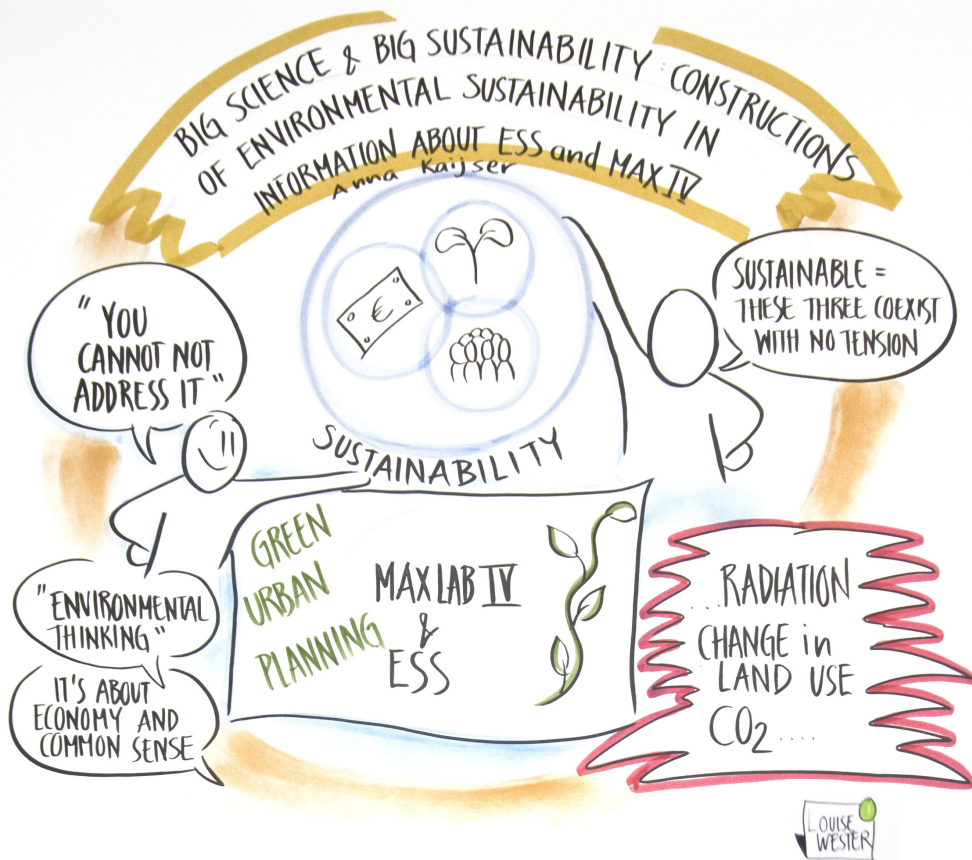 BIG SCIENCE & BIG SUSTAINABILITY : CONSTRUCTIONS
OF ENVIRONMENTAL SUSTAINABILITY IN
INFORMATION ABOUT ESS and MAX IV
Anna Kaijser
"YOU
CANNOT NOT
ADDRESS IT"
€
SUSTAINABLE =
THESE THREE COEXIST
WITH NO TENSION
SUSTAINABILITY
GREEN
URBAN
PLANNING
MAX LAB IV
&
ESS
"ENVIRONMENTAL
THINKING"
IT'S ABOUT
ECONOMY AND
COMMON SENSE
...RADIATION
CHANGE in
LAND USE
CO₂ ....
LOUISE
WESTER